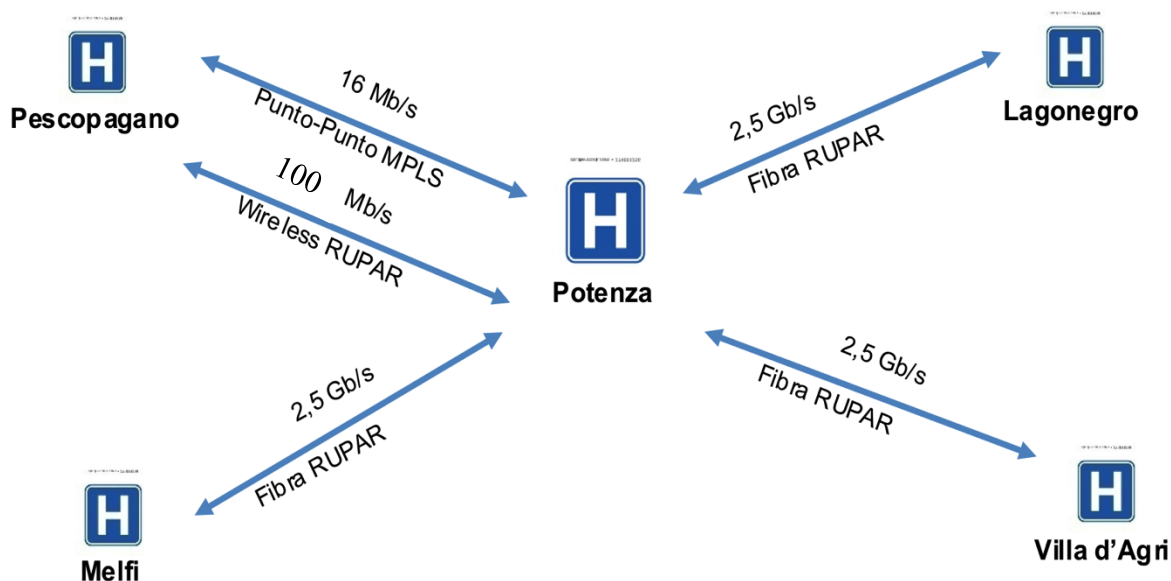 H
Pescopagano
16 Mb/s
Punto-Punto MPLS
100 Mb/s
Wireless RUPAR
H
Lagonegro
2,5 Gb/s
Fibra RUPAR
H
Potenza
2,5 Gb/s
Fibra RUPAR
H
Melfi
2,5 Gb/s
Fibra RUPAR
H
Villa d’Agri